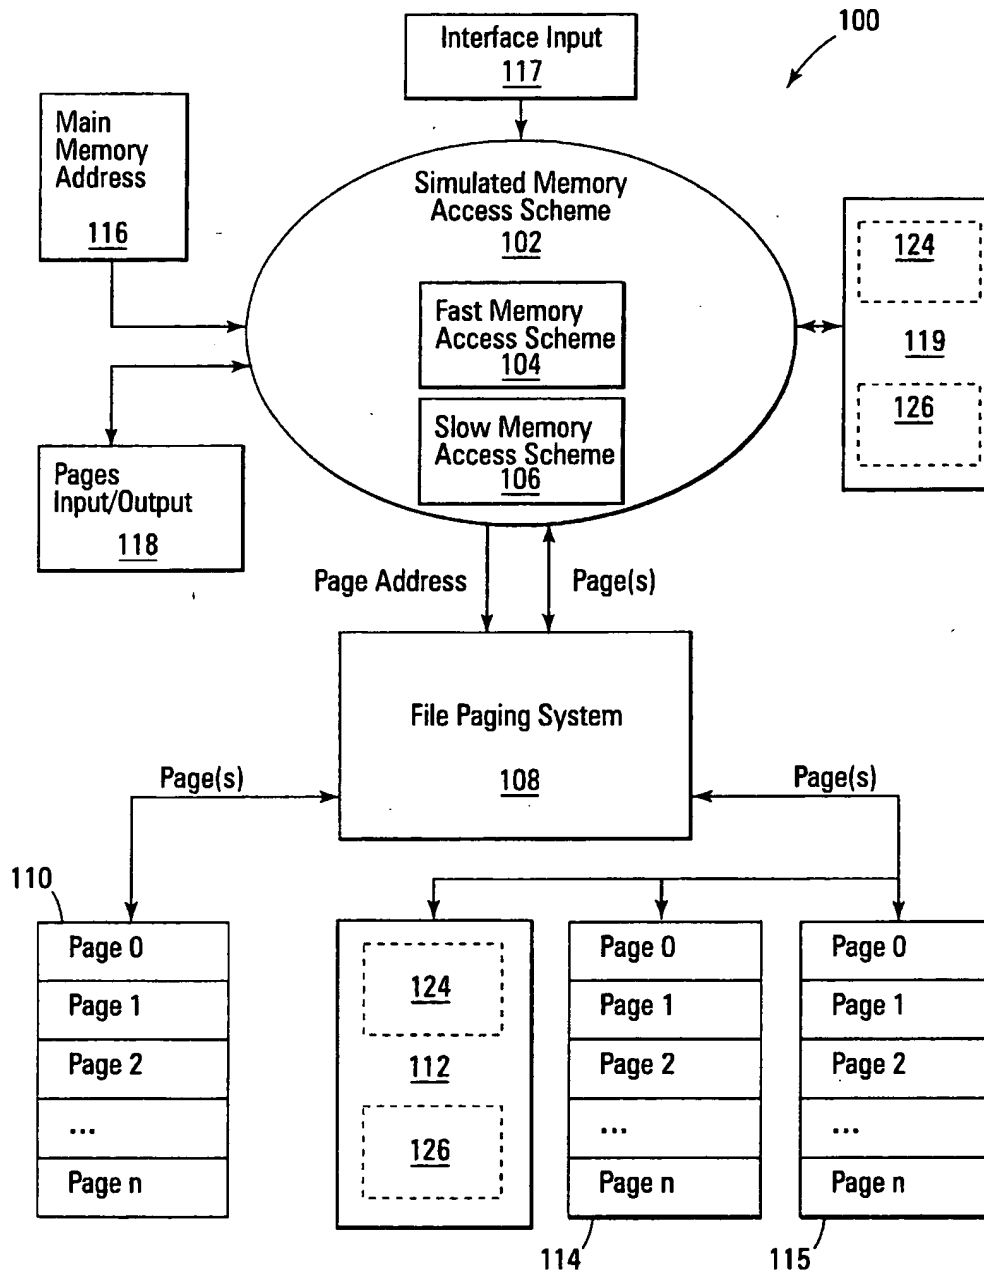 100
Interface Input
117
Main
Memory
Address
116
Simulated Memory
Access Scheme
102
124
119
126
Fast Memory
Access Scheme
104
Slow Memory
Access Scheme
106
Pages
Input/Output
118
Page Address
Page(s)
File Paging System
108
Page(s)
Page(s)
110
Page 0
Page 1
Page 2
...
Page n
124
112
126
Page 0
Page 1
Page 2
...
Page n
114
Page 0
Page 1
Page 2
...
Page n
115